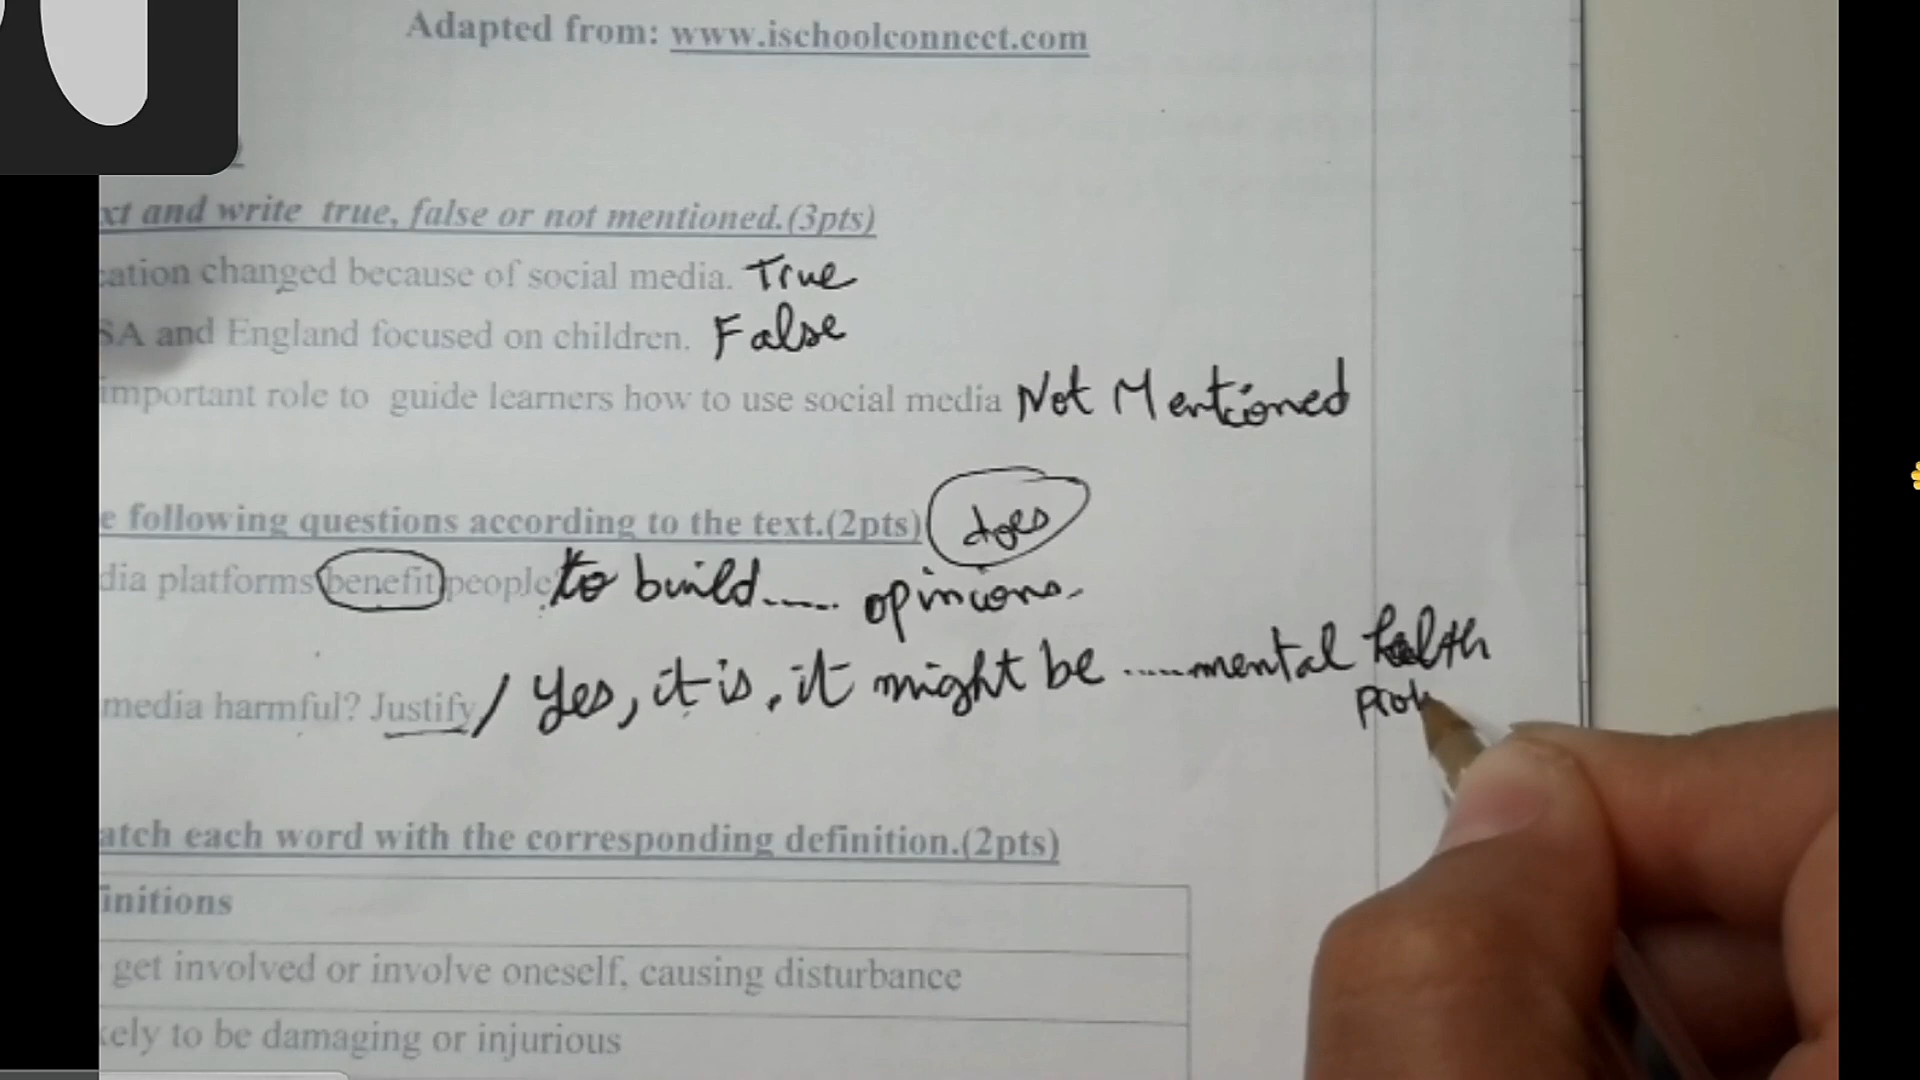 Adapted from: www.ischoolconnect.com
xt and write true, false or not mentioned.(3pts)
cation changed because of social media. True
SA and England focused on children. False
important role to guide learners how to use social media Not Mentioned
e following questions according to the text.(2pts) does
dia platforms benefit people to build..... opinions.
media harmful? Justify / Yes, it is, it might be .....mental health
Prob
atch each word with the corresponding definition.(2pts)
initions
get involved or involve oneself, causing disturbance
kely to be damaging or injurious